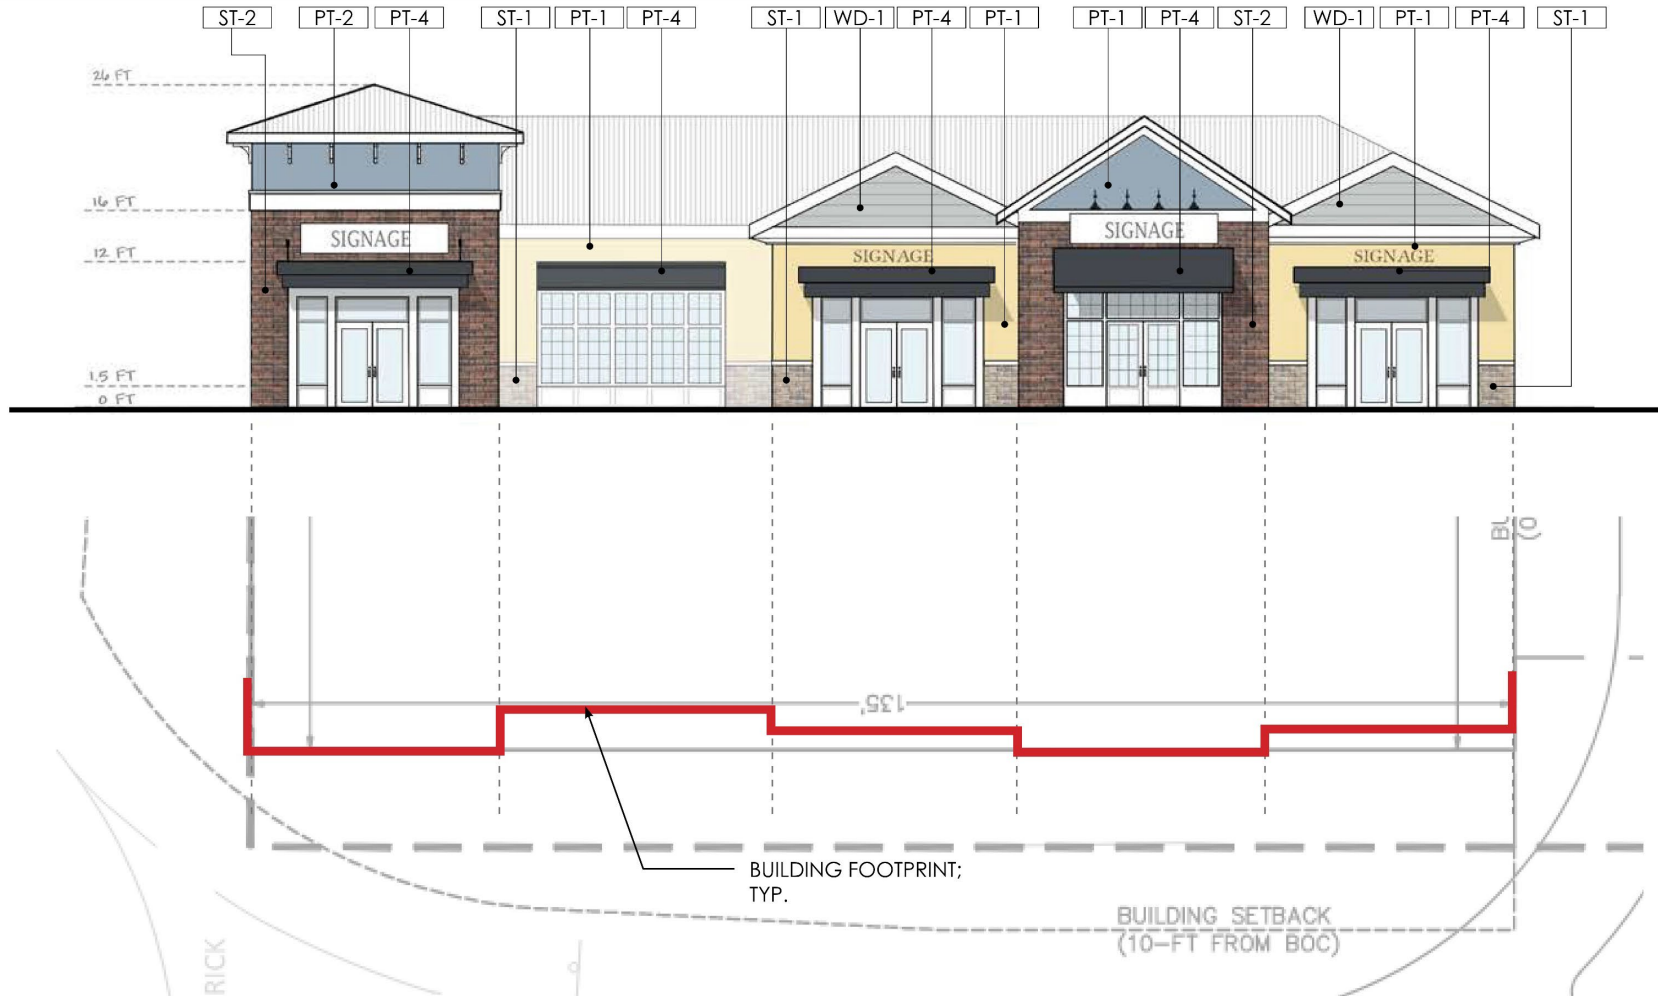 ST-2 PT-2 PT-4 ST-1 PT-1 PT-4 ST-1 WD-1 PT-4 PT-1 PT-1 PT-4 ST-2 WD-1 PT-1 PT-4 ST-1
26 FT
16 FT
12 FT
1.5 FT
0 FT
SIGNAGE
SIGNAGE
SIGNAGE
SIGNAGE
135'
BUILDING FOOTPRINT;
TYP.
BUILDING SETBACK
(10-FT FROM BOC)
RICK